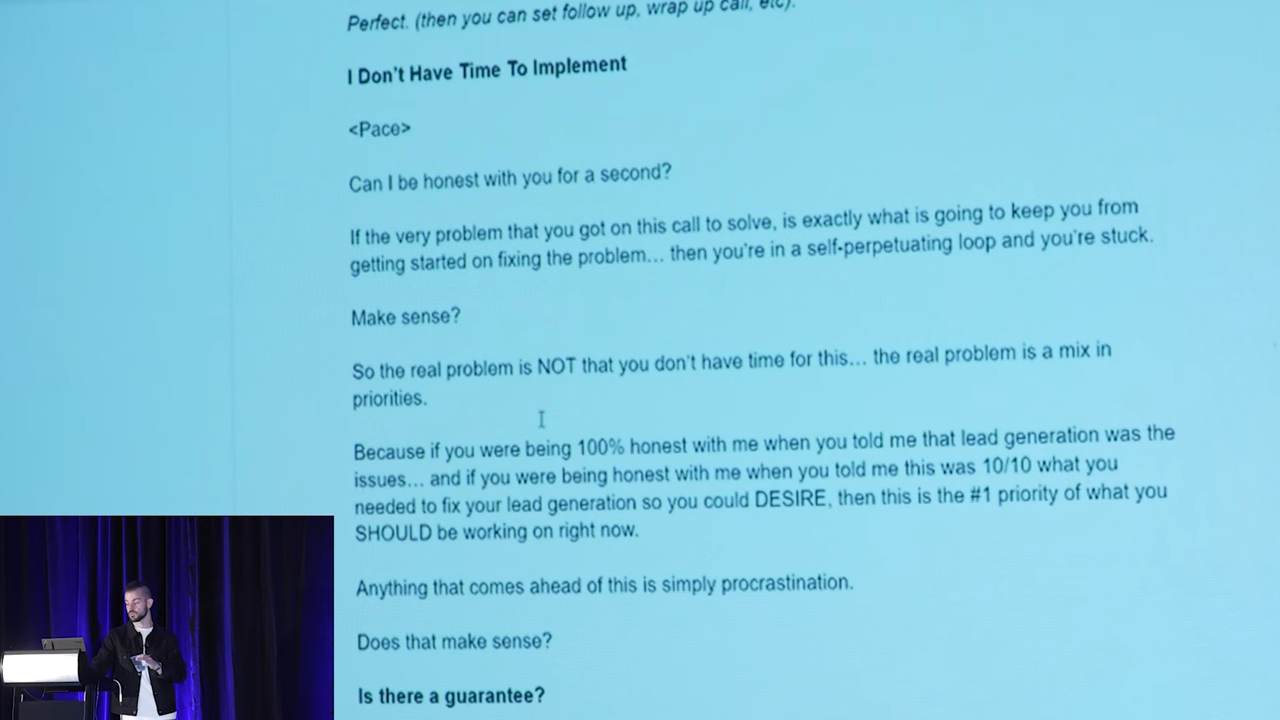 Perfect. (then you can set follow up, wrap up call, etc).
I Don't Have Time To Implement
<Pace>
Can I be honest with you for a second?
If the very problem that you got on this call to solve, is exactly what is going to keep you from
getting started on fixing the problem... then you're in a self-perpetuating loop and you're stuck.
Make sense?
So the real problem is NOT that you don't have time for this... the real problem is a mix in
priorities.
Because if you were being 100% honest with me when you told me that lead generation was the
issues... and if you were being honest with me when you told me this was 10/10 what you
needed to fix your lead generation so you could DESIRE, then this is the #1 priority of what you
SHOULD be working on right now.
Anything that comes ahead of this is simply procrastination.
Does that make sense?
Is there a guarantee?